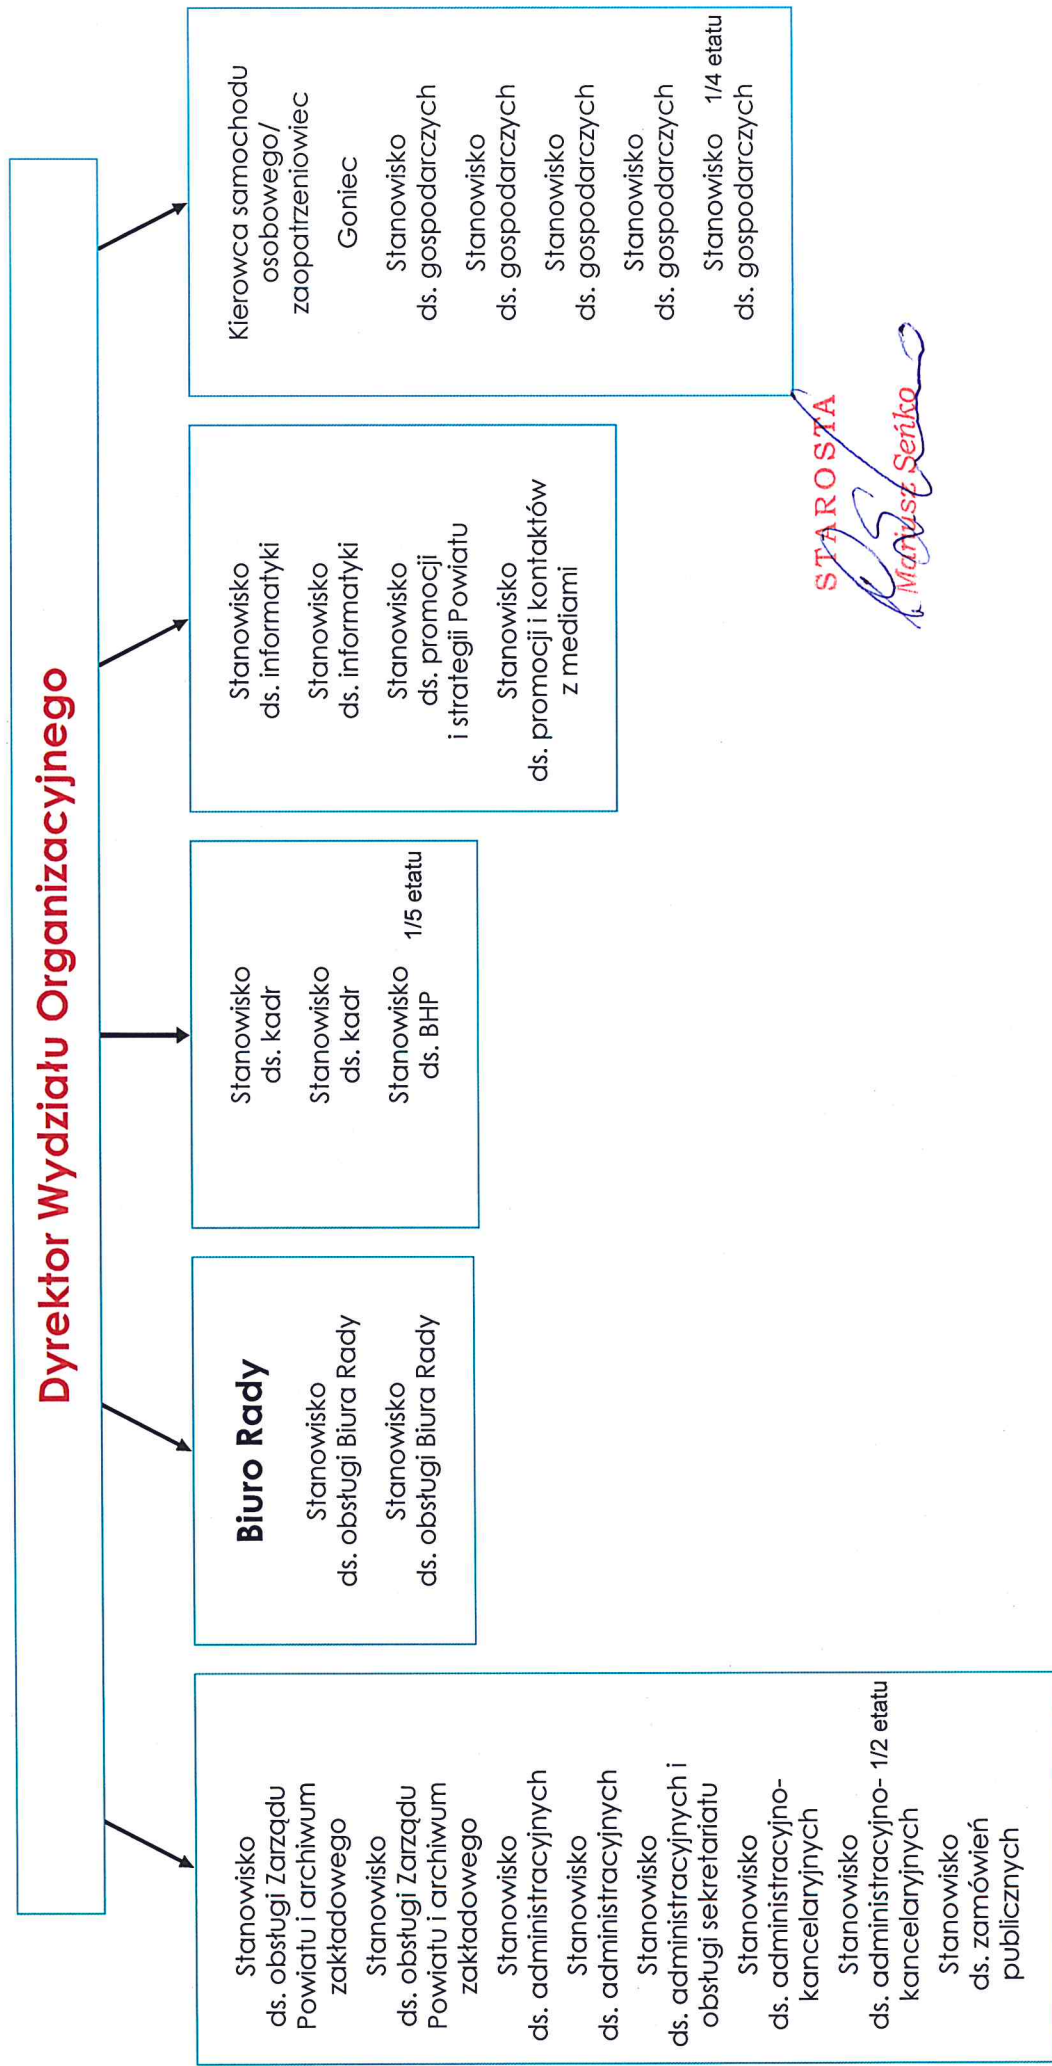 Dyrektor Wydziału Organizacyjnego
Stanowisko
ds. obsługi Zarządu
Powiatu i archiwum
zakładowego
Stanowisko
ds. obsługi Zarządu
Powiatu i archiwum
zakładowego
Stanowisko
ds. administracyjnych
Stanowisko
ds. administracyjnych
Stanowisko
ds. administracyjnych i
obsługi sekretariatu
Stanowisko
ds. administracyjno-
kancelaryjnych
Stanowisko
ds. administracyjno- 1/2 etatu
kancelaryjnych
Stanowisko
ds. zamówień
publicznych
Biuro Rady
Stanowisko
ds. obsługi Biura Rady
Stanowisko
ds. obsługi Biura Rady
Stanowisko
ds. kadr
Stanowisko
ds. kadr
Stanowisko 1/5 etatu
ds. BHP
Stanowisko
ds. informatyki
Stanowisko
ds. informatyki
Stanowisko
ds. promocji
i strategii Powiatu
Stanowisko
ds. promocji i kontaktów
z mediami
Kierowca samochodu
osobowego/
zaopatrzeniowiec
Goniec
Stanowisko
ds. gospodarczych
Stanowisko
ds. gospodarczych
Stanowisko
ds. gospodarczych
Stanowisko
ds. gospodarczych
Stanowisko 1/4 etatu
ds. gospodarczych
STAROSTA
Mariusz Seńko